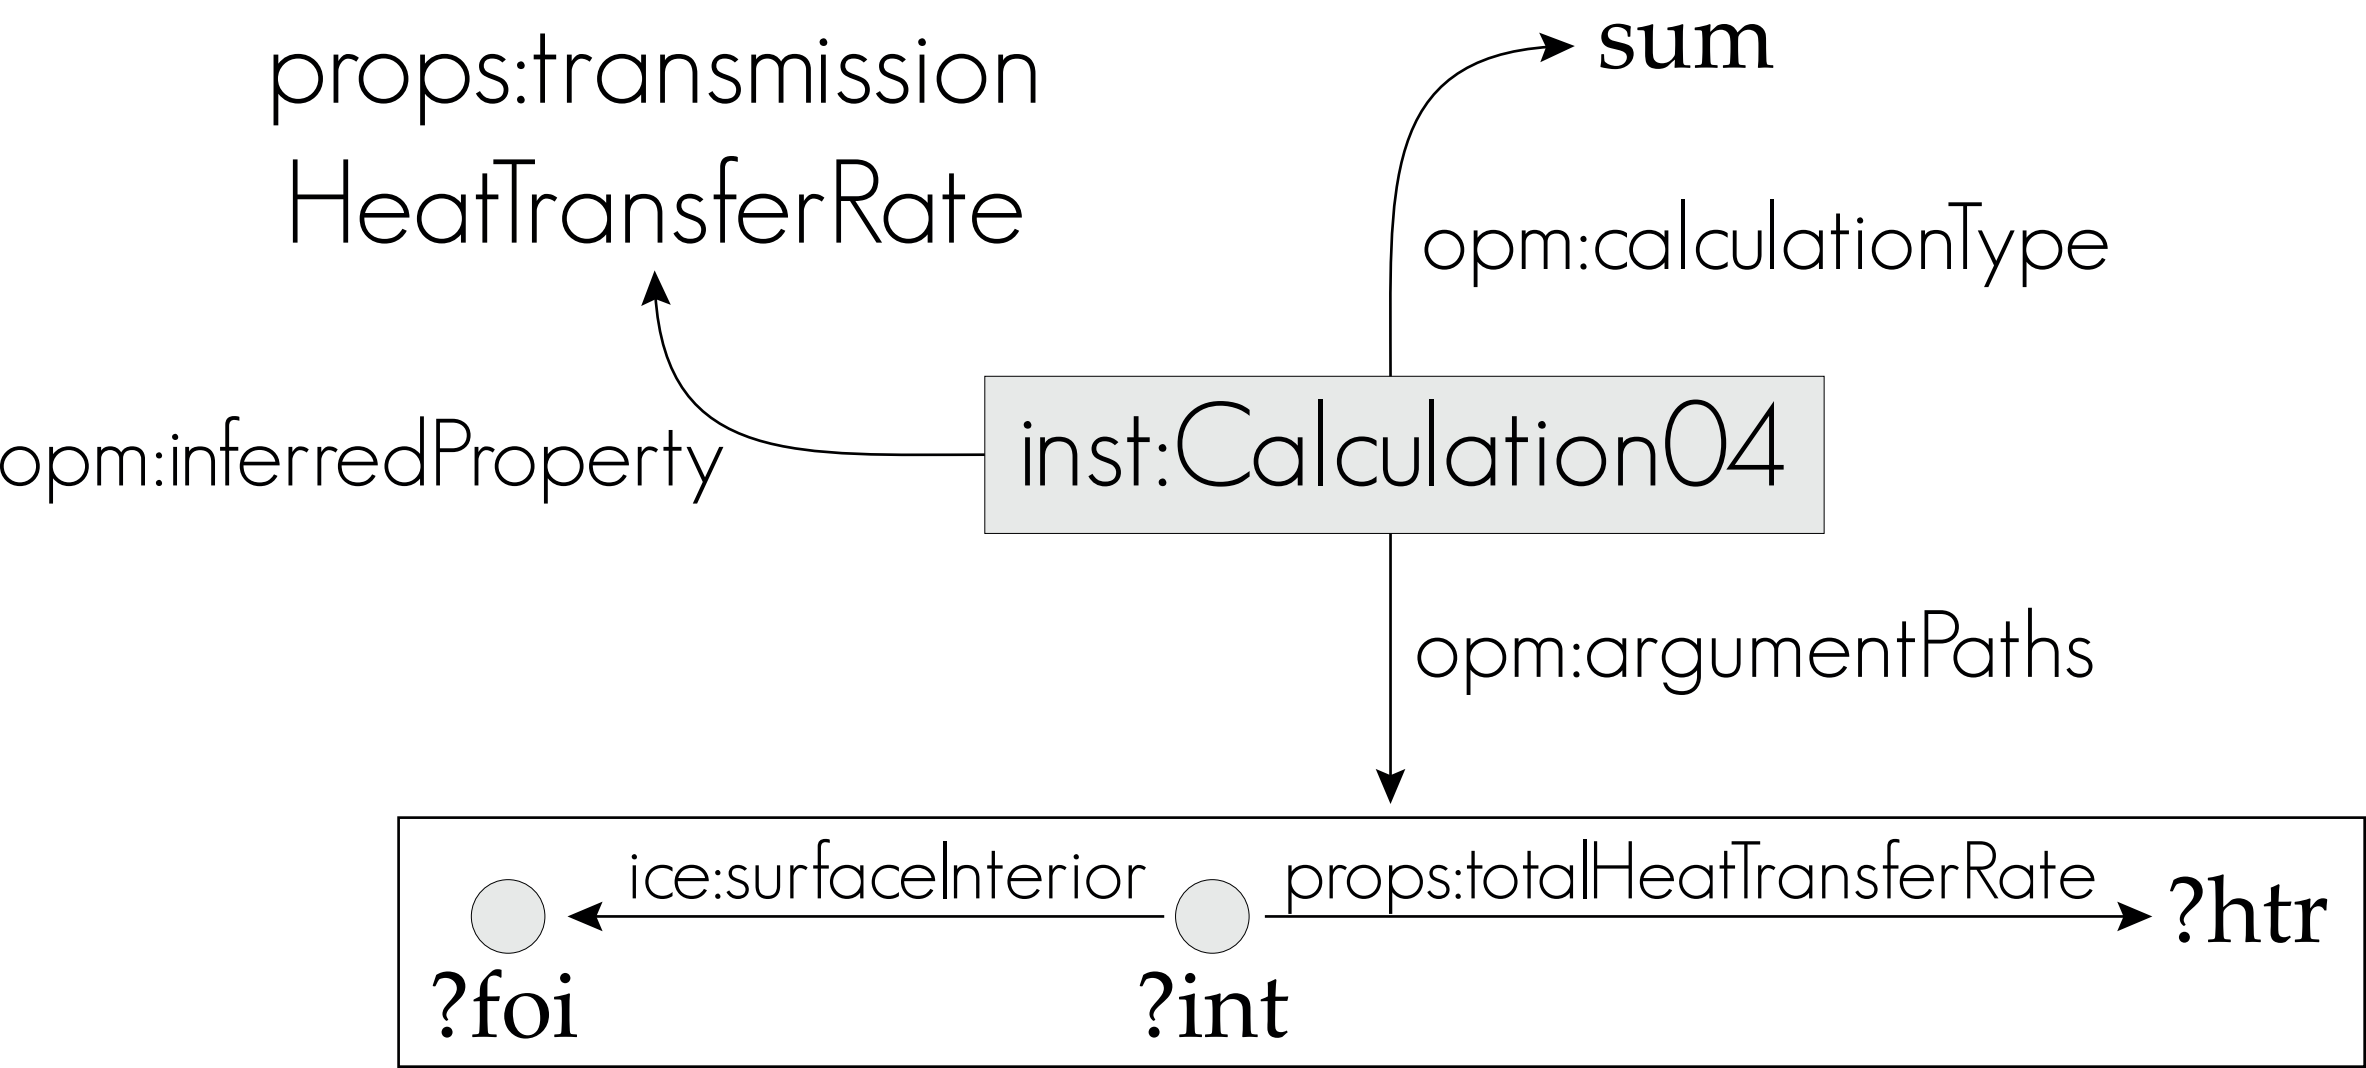 sum
props:transmission
HeatTransferRate
opm:calculationType
opm:inferredProperty
inst:Calculation04
opm:argumentPaths
ice:surfaceInterior
props:totalHeatTransferRate
?htr
?foi
?int